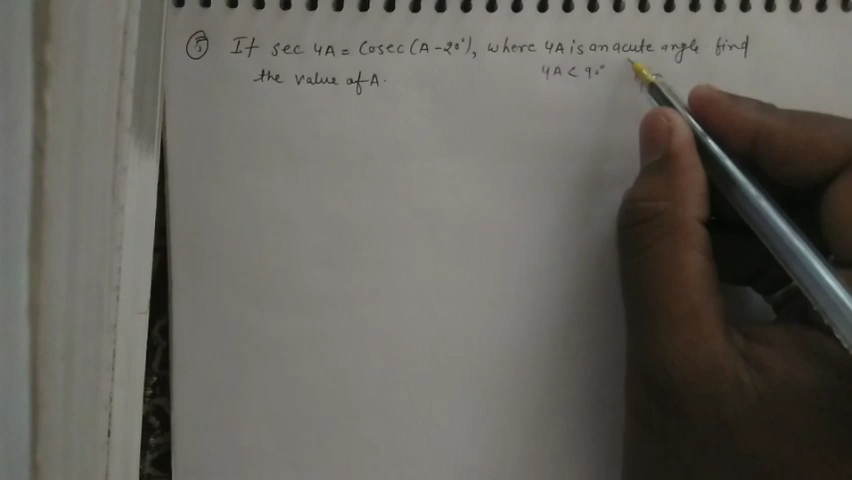 ⑤ If sec 4A = Cosec (A-20°), where 4A is an acute angle find
the value of A.
4A < 90°